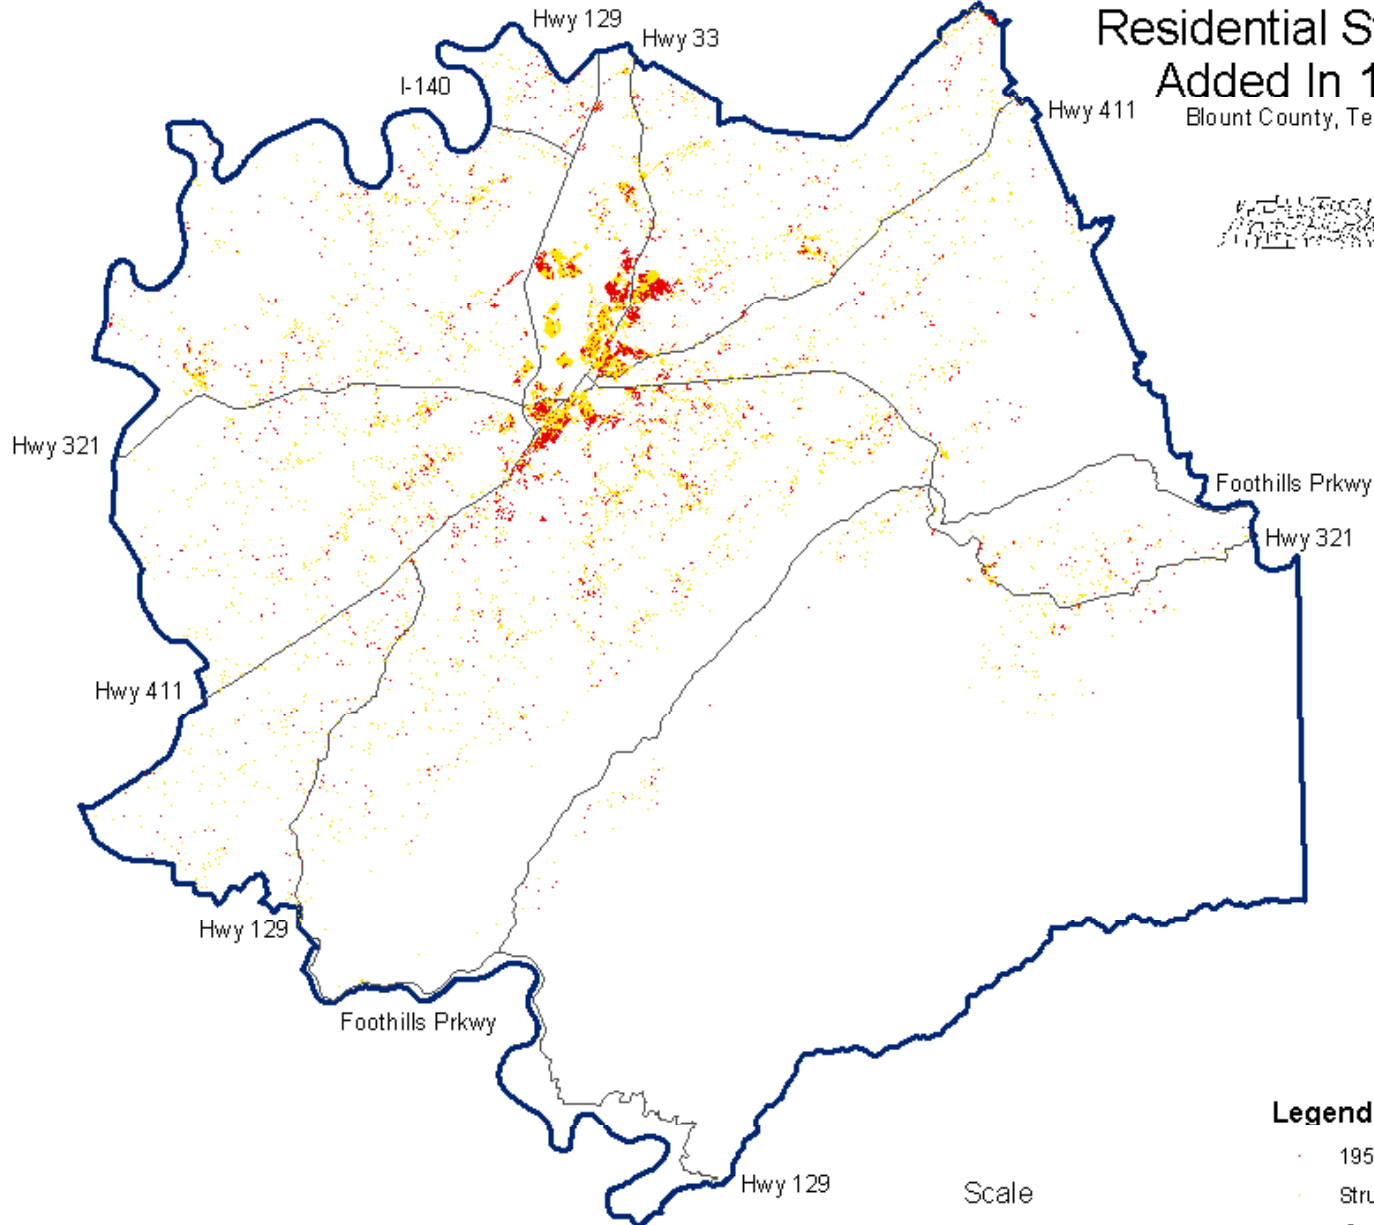 Hwy 129
Hwy 33
Residential S
Added In 1
I-140
Hwy 411
Blount County, Te
Hwy 321
Foothills Prkwy
Hwy 321
Hwy 411
Hwy 129
Foothills Prkwy
Legend
195
Hwy 129
Scale
Stru